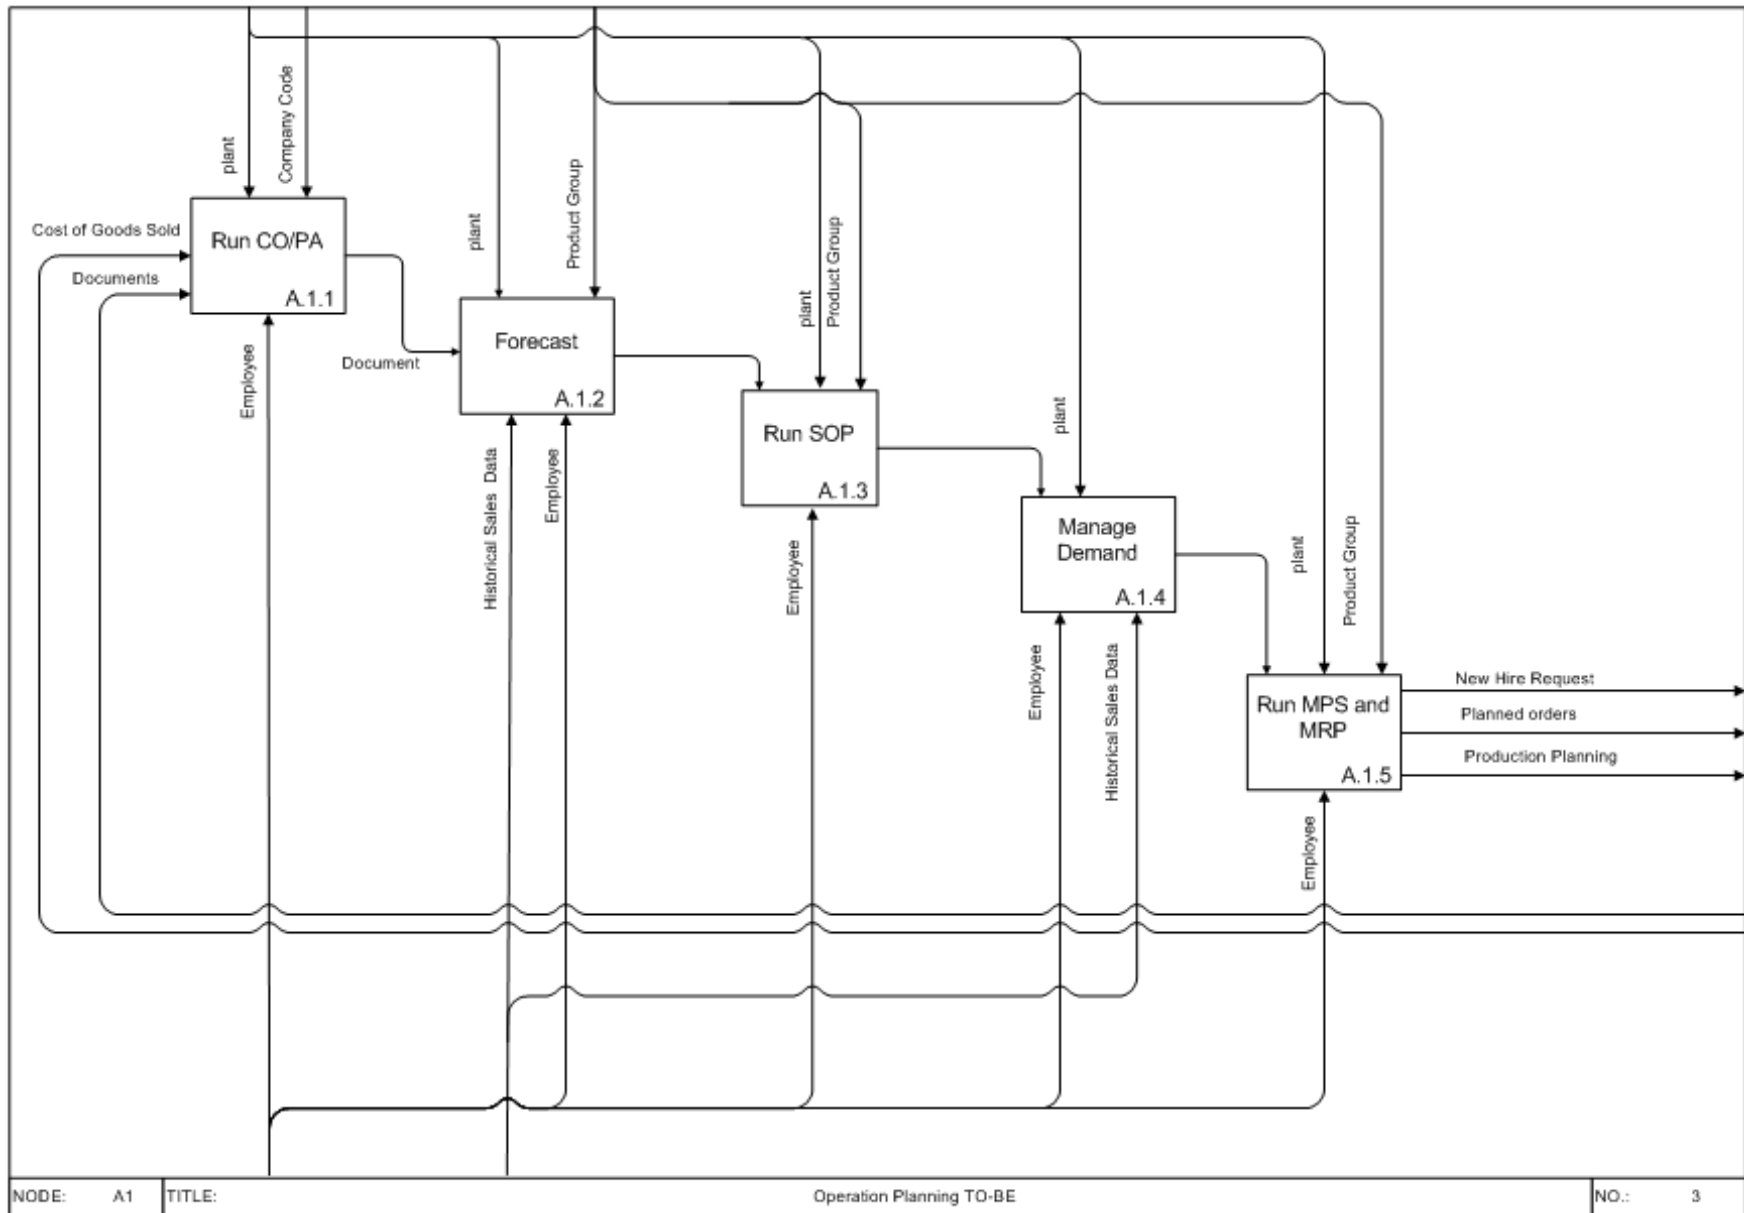 plant
Company Code
Cost of Goods Sold
Run CO/PA
Documents
A.1.1
Employee
Document
plant
Product Group
Forecast
A.1.2
Historical Sales Data
Employee
plant
Product Group
Run SOP
A.1.3
Employee
plant
Manage
Demand
A.1.4
Employee
Historical Sales Data
plant
Product Group
Run MPS and
MRP
A.1.5
Employee
New Hire Request
Planned orders
Production Planning
NODE: A1 TITLE: Operation Planning TO-BE NO.: 3